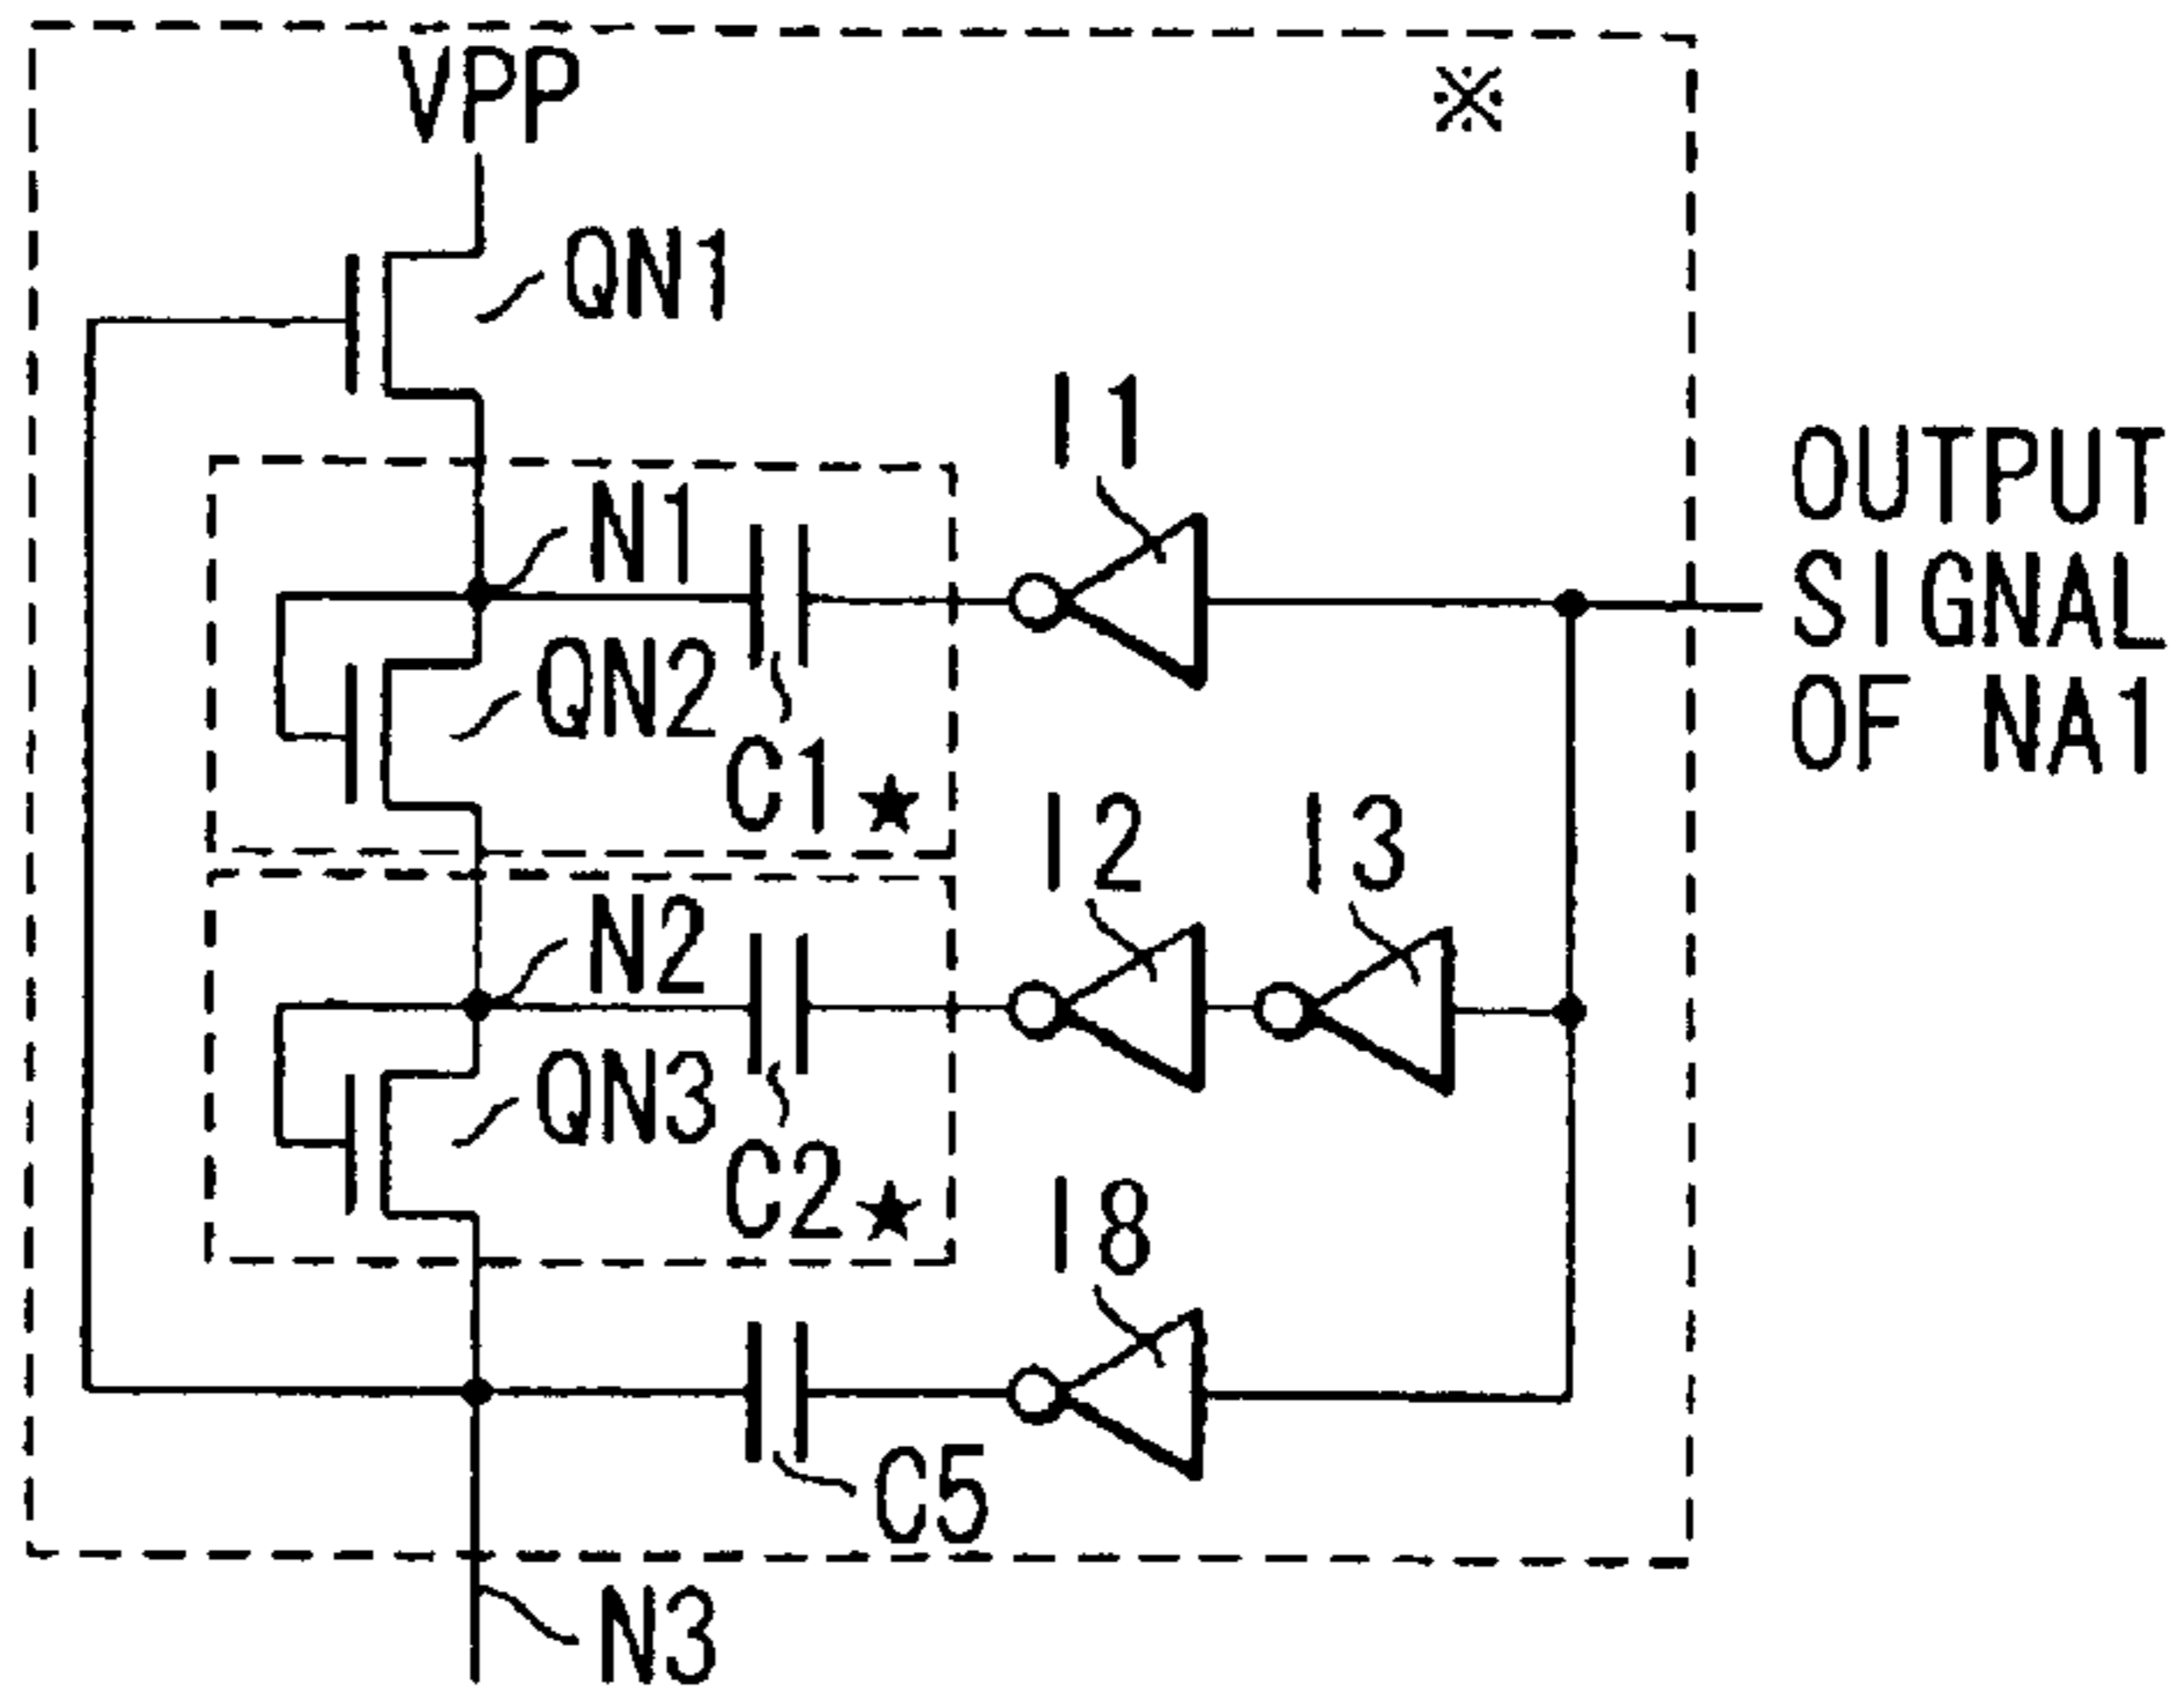 VPP
※
QN1
I1
N1
OUTPUT
SIGNAL
OF NA1
QN2
C1★
I2
I3
N2
QN3
C2★
I8
C5
N3